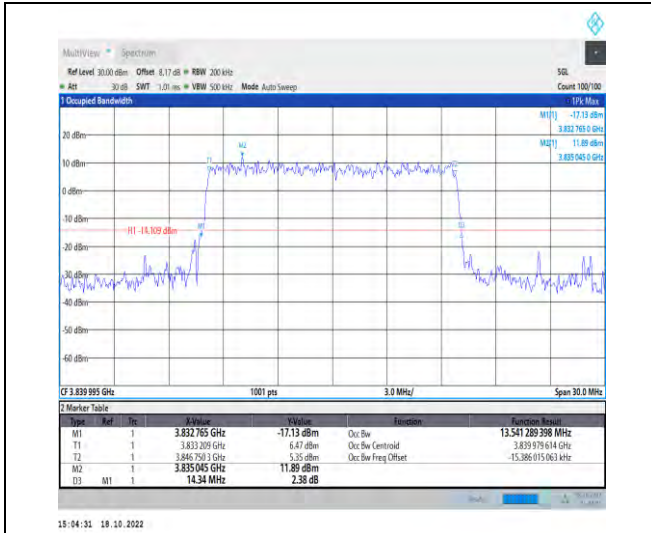 MultiView Spectrum
Ref Level 30.00 dBm Offset 8.17 dB RBW 200 kHz SGL
Att 30 dB SWT 1.01 ms VBW 500 kHz Mode Auto Sweep Count 100/100
1 Occupied Bandwidth 1Pk Max
M1[1] -17.13 dBm
3.832 765 0 GHz
M2[1] 11.89 dBm
3.835 045 0 GHz
20 dBm
M2
T1
10 dBm
0 dBm
-10 dBm
H1 -14.109 dBm
-30 dBm
-40 dBm
-50 dBm
-60 dBm
CF 3.839 995 GHz 1001 pts 3.0 MHz/ Span 30.0 MHz
2 Marker Table
Type Ref Trc X-Value Y-Value Function Function Result
M1 1 3.832 765 GHz -17.13 dBm Occ Bw 13.541 289 398 MHz
T1 1 3.833 209 GHz 6.47 dBm Occ Bw Centroid 3.839 979 614 GHz
T2 1 3.846 750 3 GHz 5.35 dBm Occ Bw Freq Offset -15.386 015 063 kHz
M2 1 3.835 045 GHz 11.89 dBm
D3 M1 1 14.34 MHz 2.38 dB
15:04:31 18.10.2022